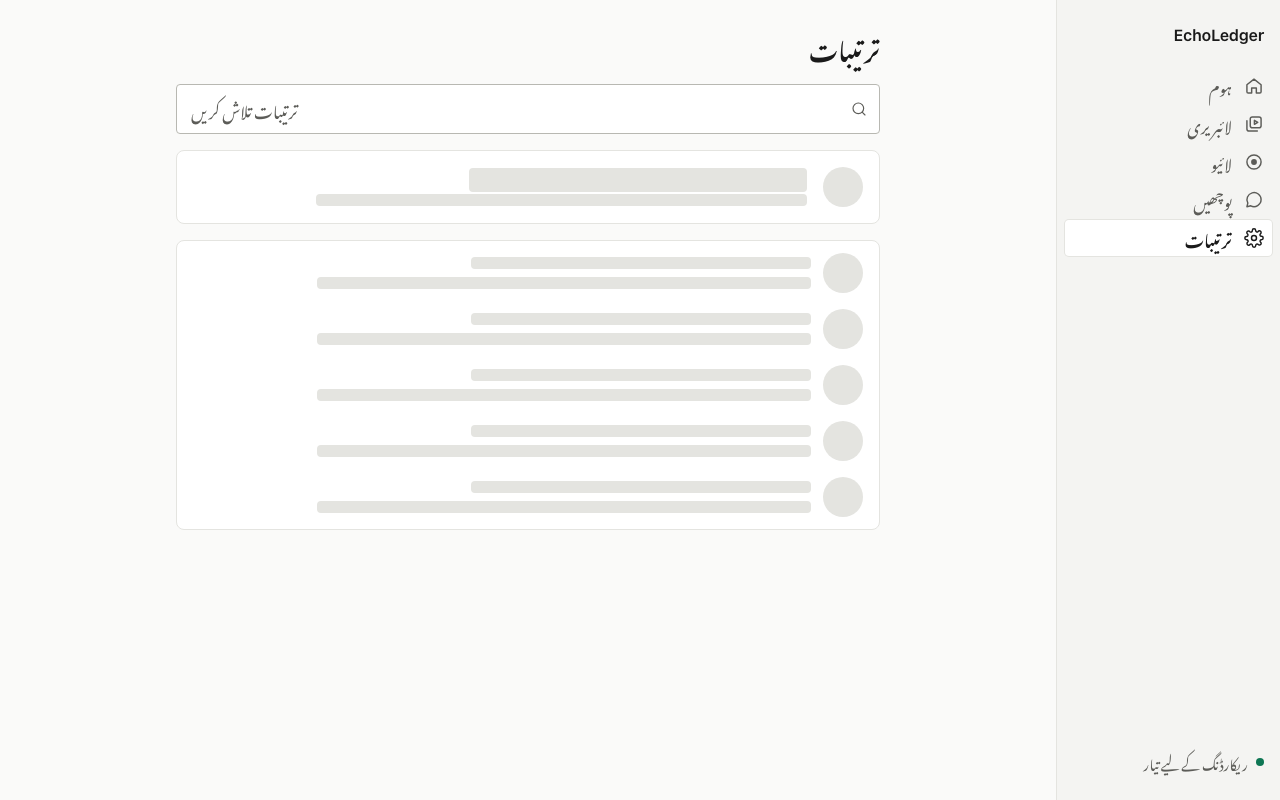 EchoLedger
ہوم
لائبریری
لائیو
پوچھیں
ترتیبات
ریکارڈنگ کے لیے تیار
ترتیبات
ترتیبات تلاش کریں